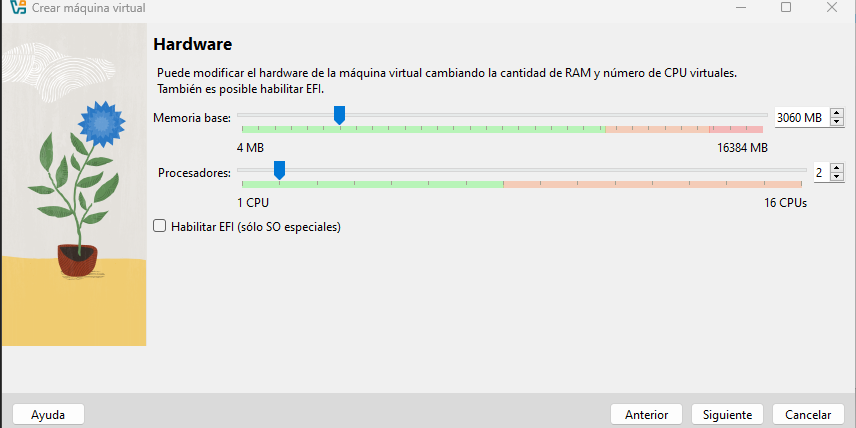 Crear máquina virtual
Hardware
Puede modificar el hardware de la máquina virtual cambiando la cantidad de RAM y número de CPU virtuales.
También es posible habilitar EFI.
Memoria base: 3060 MB
4 MB 16384 MB
Procesadores: 2
1 CPU 16 CPUs
Habilitar EFI (sólo SO especiales)
Ayuda Anterior Siguiente Cancelar